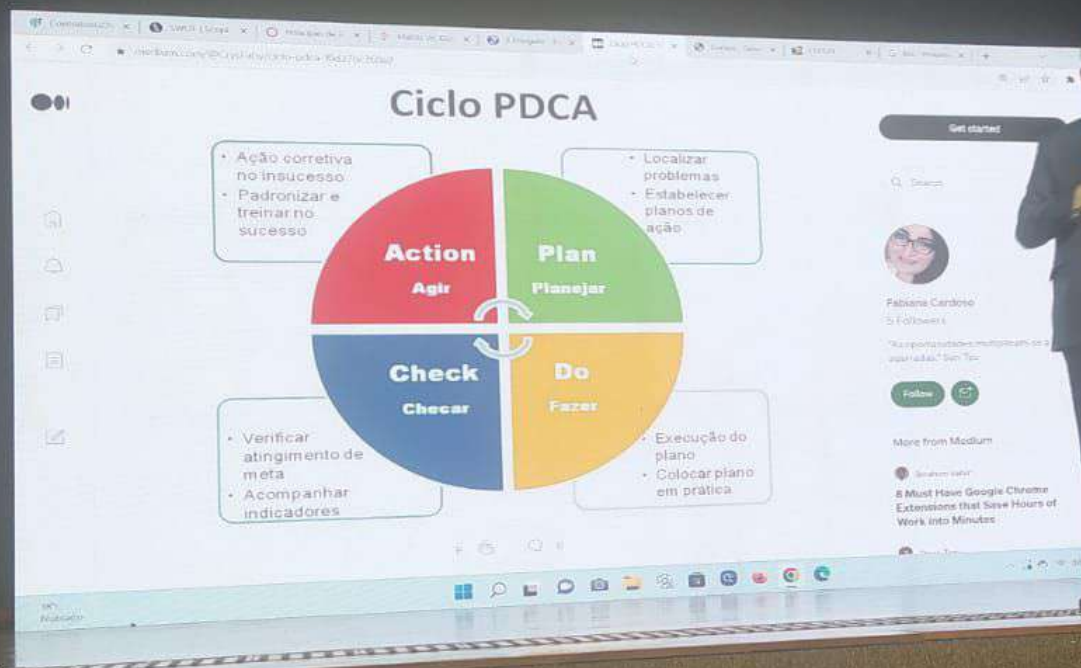 Ciclo PDCA
Get started
Search
• Ação corretiva
no insucesso
• Padronizar e
treinar no
sucesso
• Localizar
problemas
• Estabelecer
planos de
ação
Action
Agir
Plan
Planejar
Check
Checar
Do
Fazer
• Verificar
atingimento de
meta
• Acompanhar
indicadores
• Execução do
plano
• Colocar plano
em prática
Fabiana Cardoso
5 Followers
Follow
More from Medium
8 Must Have Google Chrome
Extensions that Save Hours of
Work into Minutes